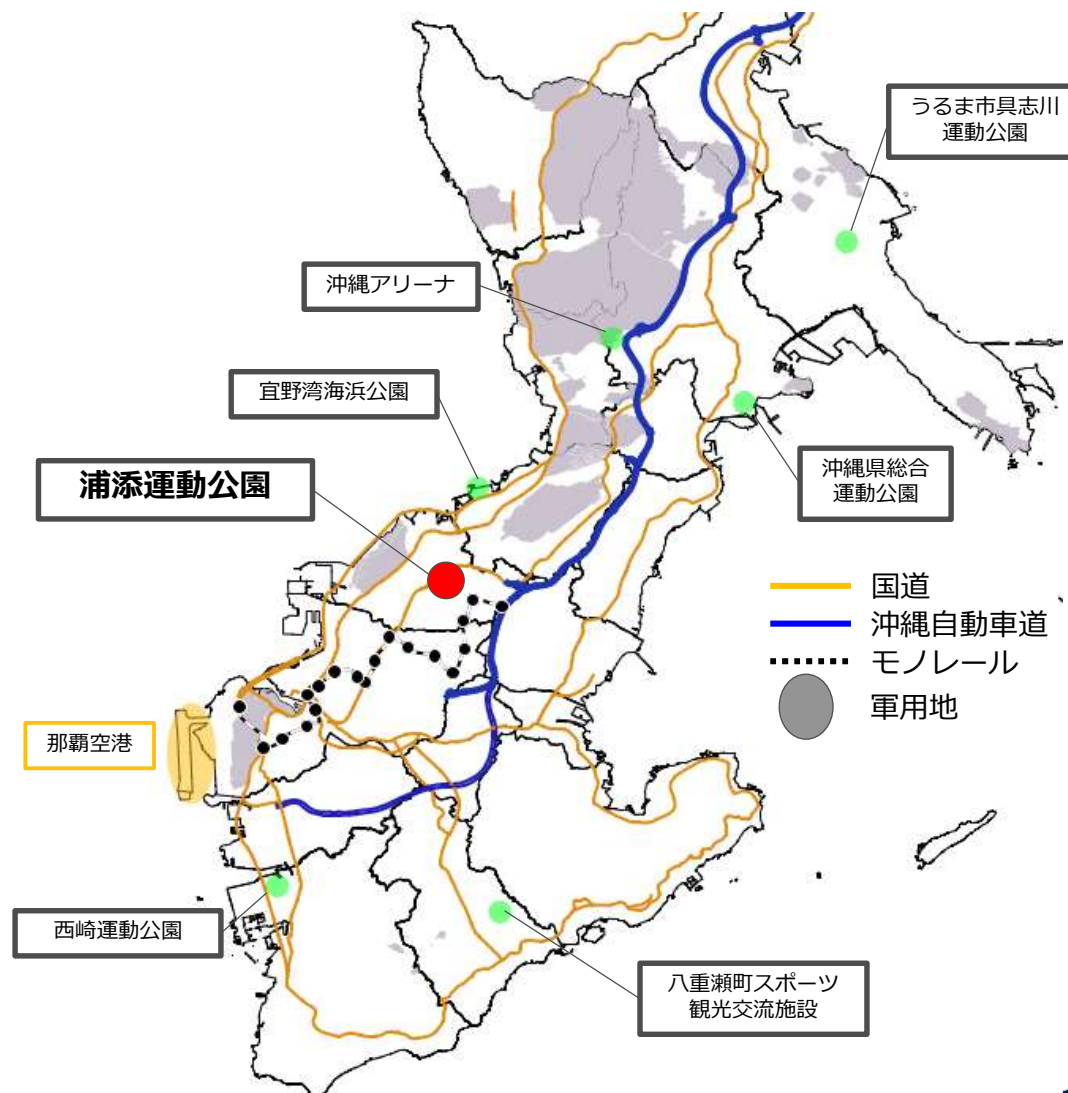 うるま市具志川
運動公園
沖縄アリーナ
宜野湾海浜公園
浦添運動公園
沖縄県総合
運動公園
国道
沖縄自動車道
モノレール
軍用地
那覇空港
西崎運動公園
八重瀬町スポーツ
観光交流施設